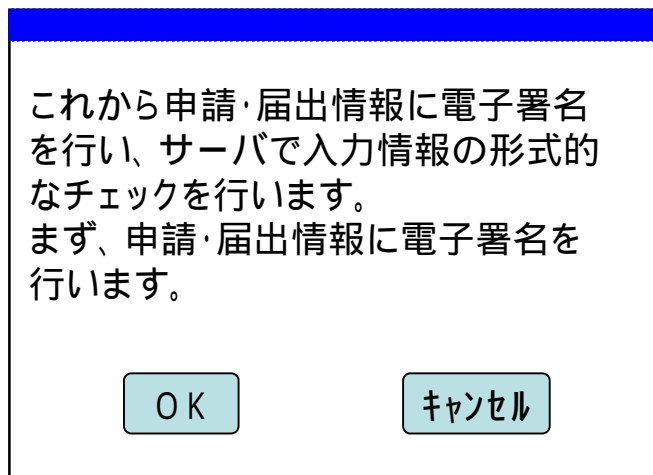 これから申請･届出情報に電子署名
を行い、サーバで入力情報の形式的
なチェックを行います。
まず、申請･届出情報に電子署名を
行います。
ＯＫ
キャンセル